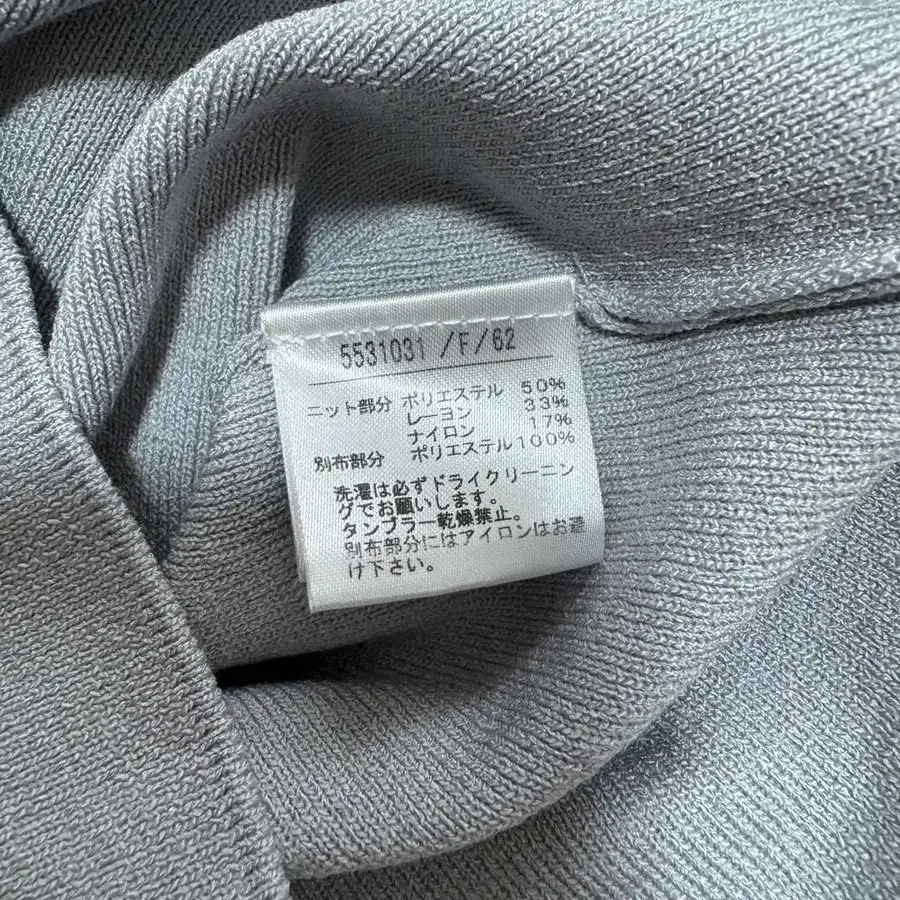 5531031 /F/62
ニット部分 ポリエステル 50%
レーヨン 33%
ナイロン 17%
別布部分 ポリエステル100%
洗濯は必ずドライクリーニン
グでお願いします。
タンブラー乾燥禁止。
別布部分にはアイロンはお避
け下さい。